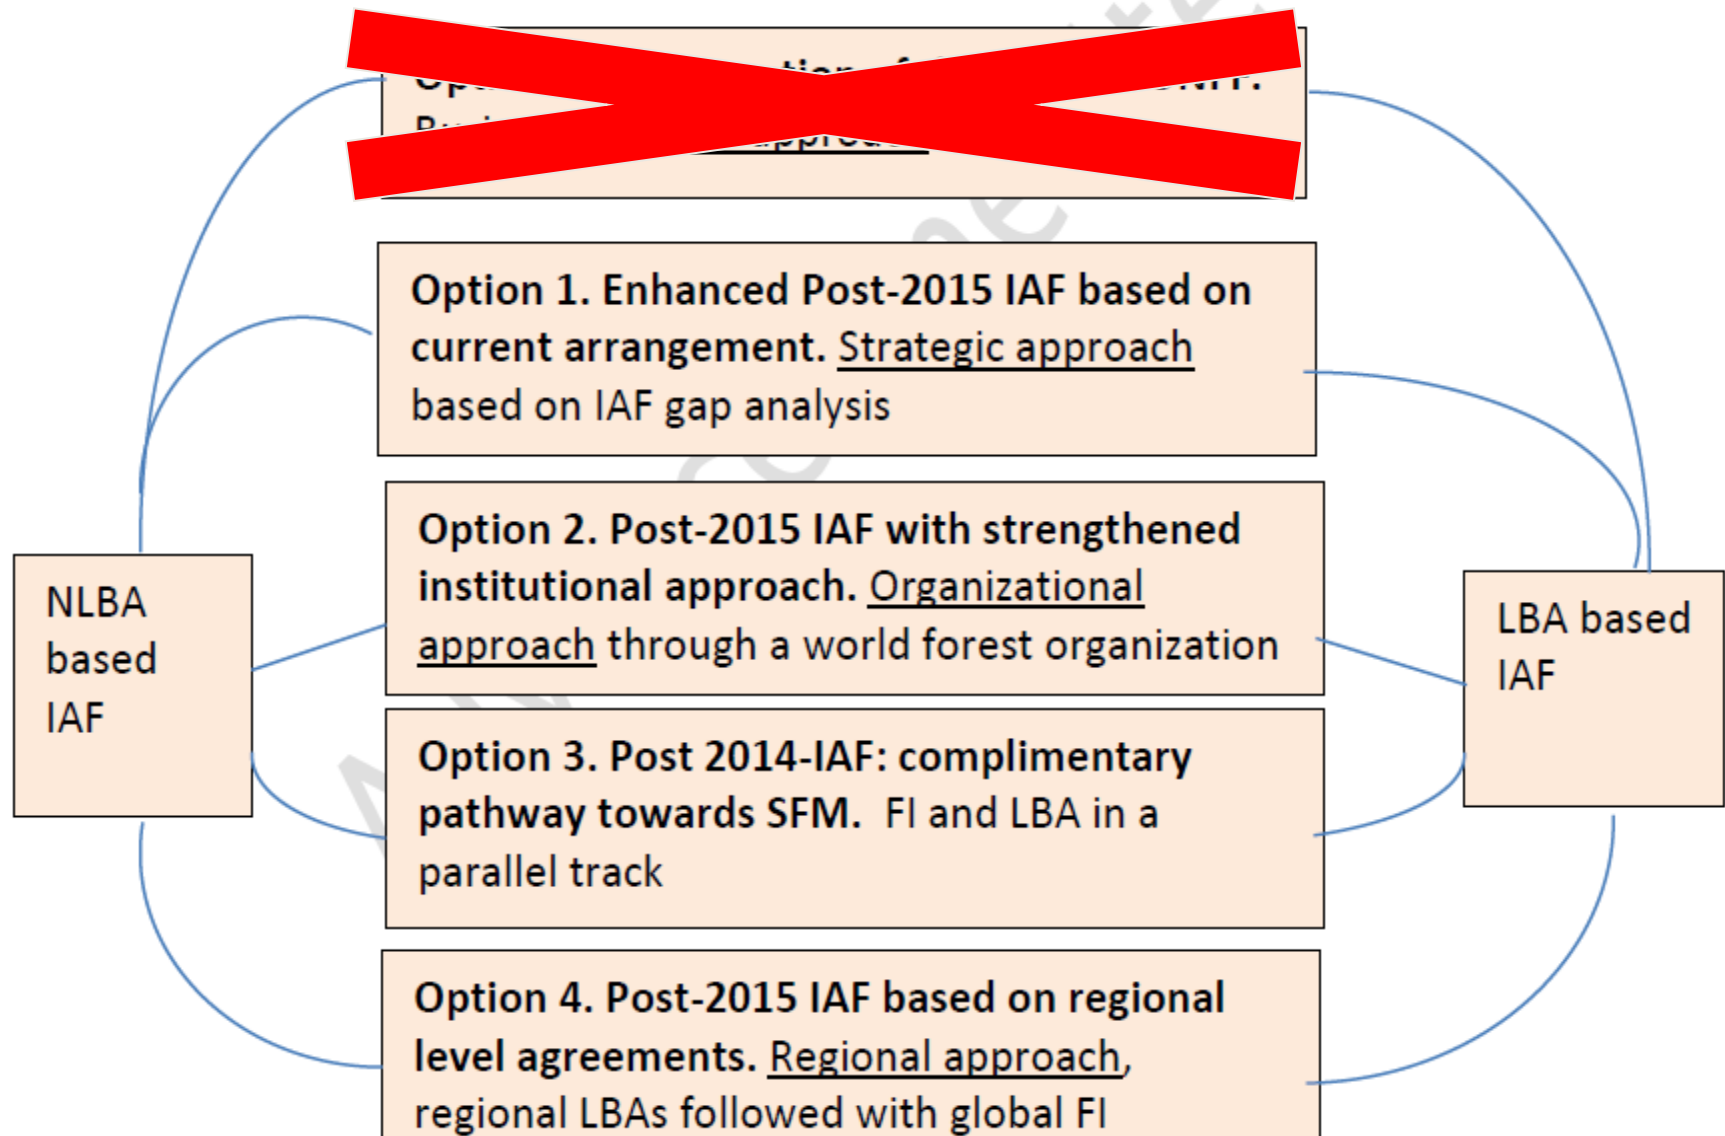 Option 1. Enhanced Post-2015 IAF based on
current arrangement. Strategic approach
based on IAF gap analysis
Option 2. Post-2015 IAF with strengthened
institutional approach. Organizational
approach through a world forest organization
NLBA
based
IAF
LBA based
IAF
Option 3. Post 2014-IAF: complimentary
pathway towards SFM. FI and LBA in a
parallel track
Option 4. Post-2015 IAF based on regional
level agreements. Regional approach,
regional LBAs followed with global FI